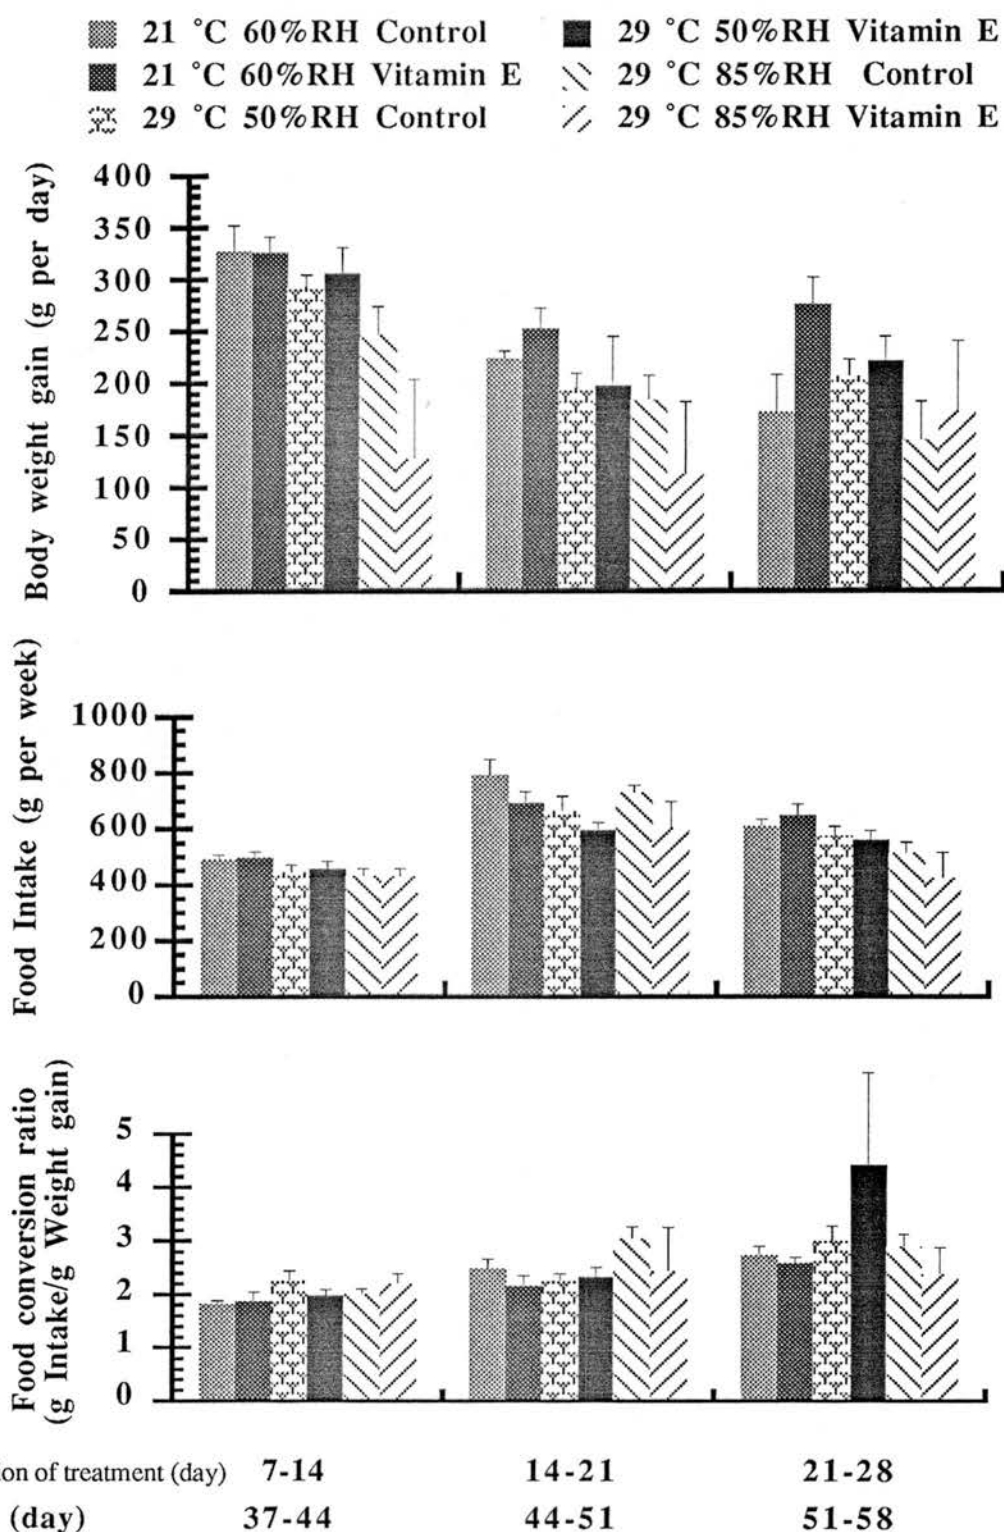 21 °C 60%RH Control
29 °C 50%RH Vitamin E
21 °C 60%RH Vitamin E
29 °C 85%RH Control
29 °C 50%RH Control
29 °C 85%RH Vitamin E
Body weight gain (g per day)
400
350
300
250
200
150
100
50
0
Food Intake (g per week)
1000
800
600
400
200
0
Food conversion ratio
(g Intake/g Weight gain)
5
4
3
2
1
0
ion of treatment (day) 7-14 14-21 21-28
(day) 37-44 44-51 51-58